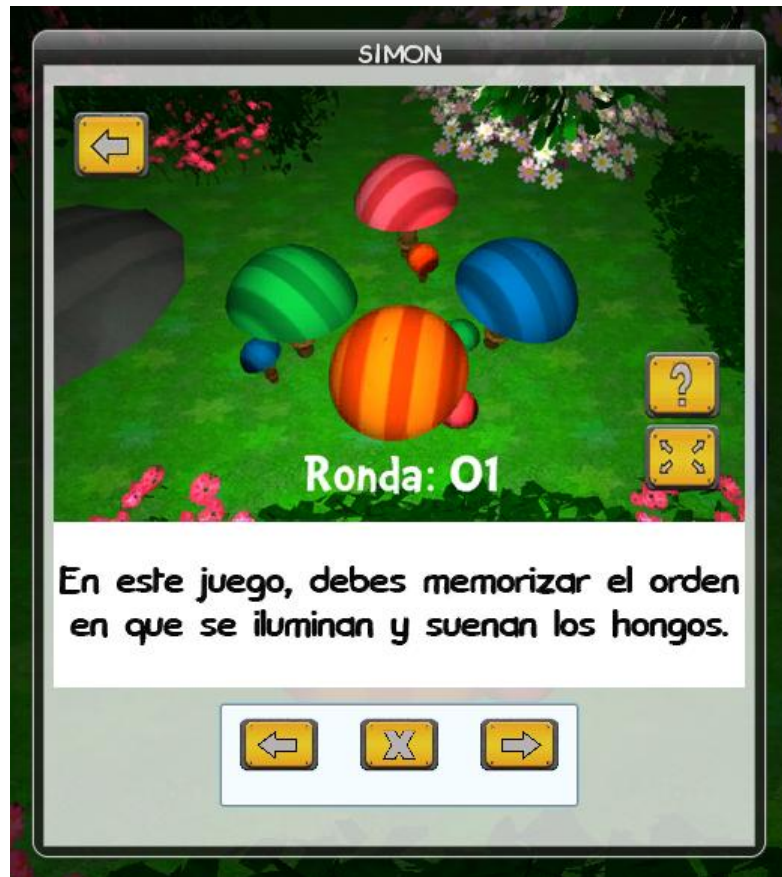 SIMON
?
Ronda: 01
En este juego, debes memorizar el orden
en que se iluminan y suenan los hongos.
X